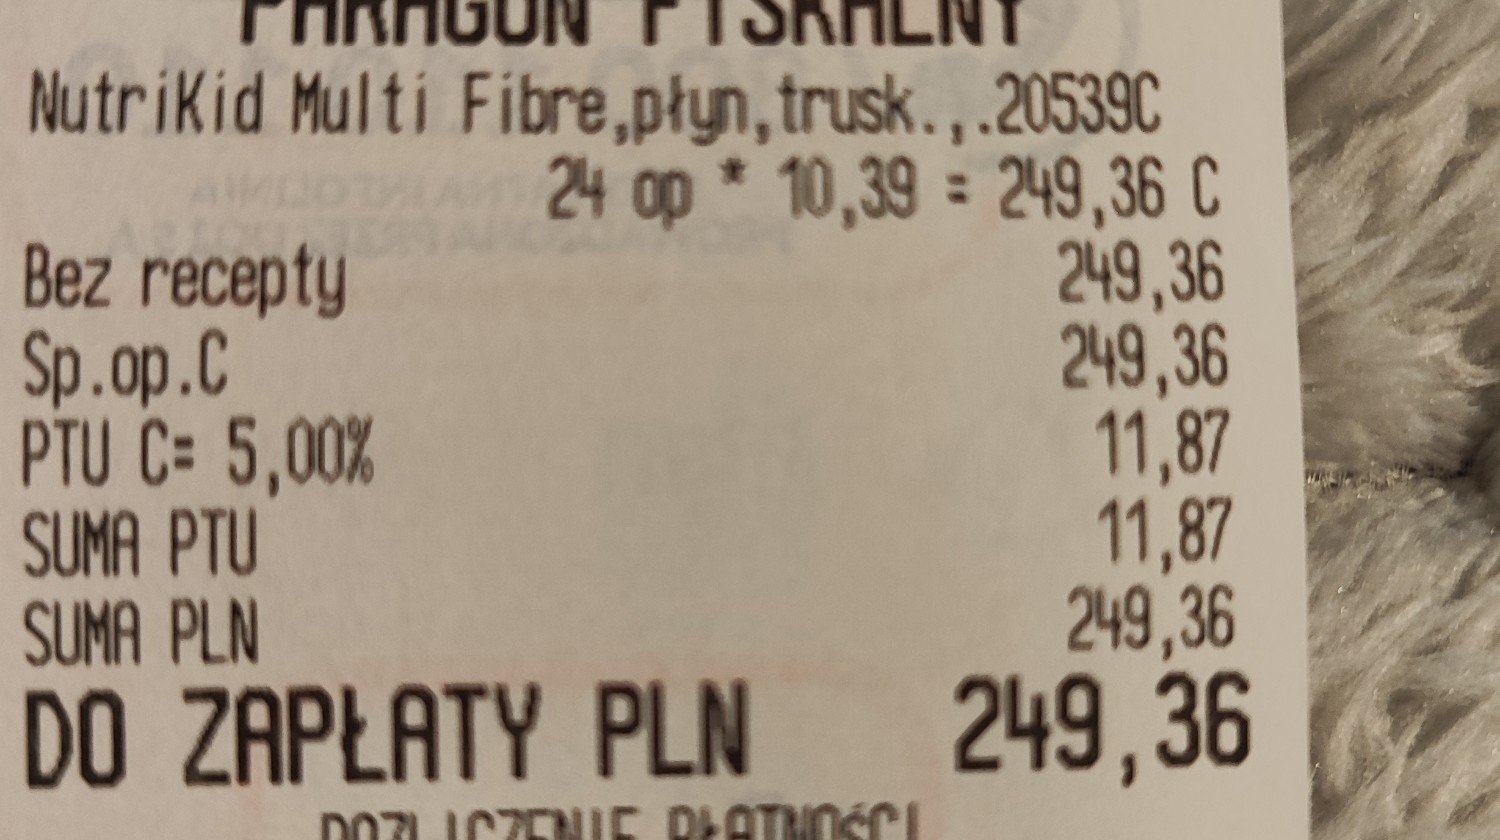 PARAGON FISKALNY
NutriKid Multi Fibre,płyn,trusk.,.20539C
24 op * 10,39 = 249,36 C
Bez recepty 249,36
Sp.op.C 249,36
PTU C= 5,00% 11,87
SUMA PTU 11,87
SUMA PLN 249,36
DO ZAPŁATY PLN 249,36
ROZLICZENIE PŁATNOŚCI